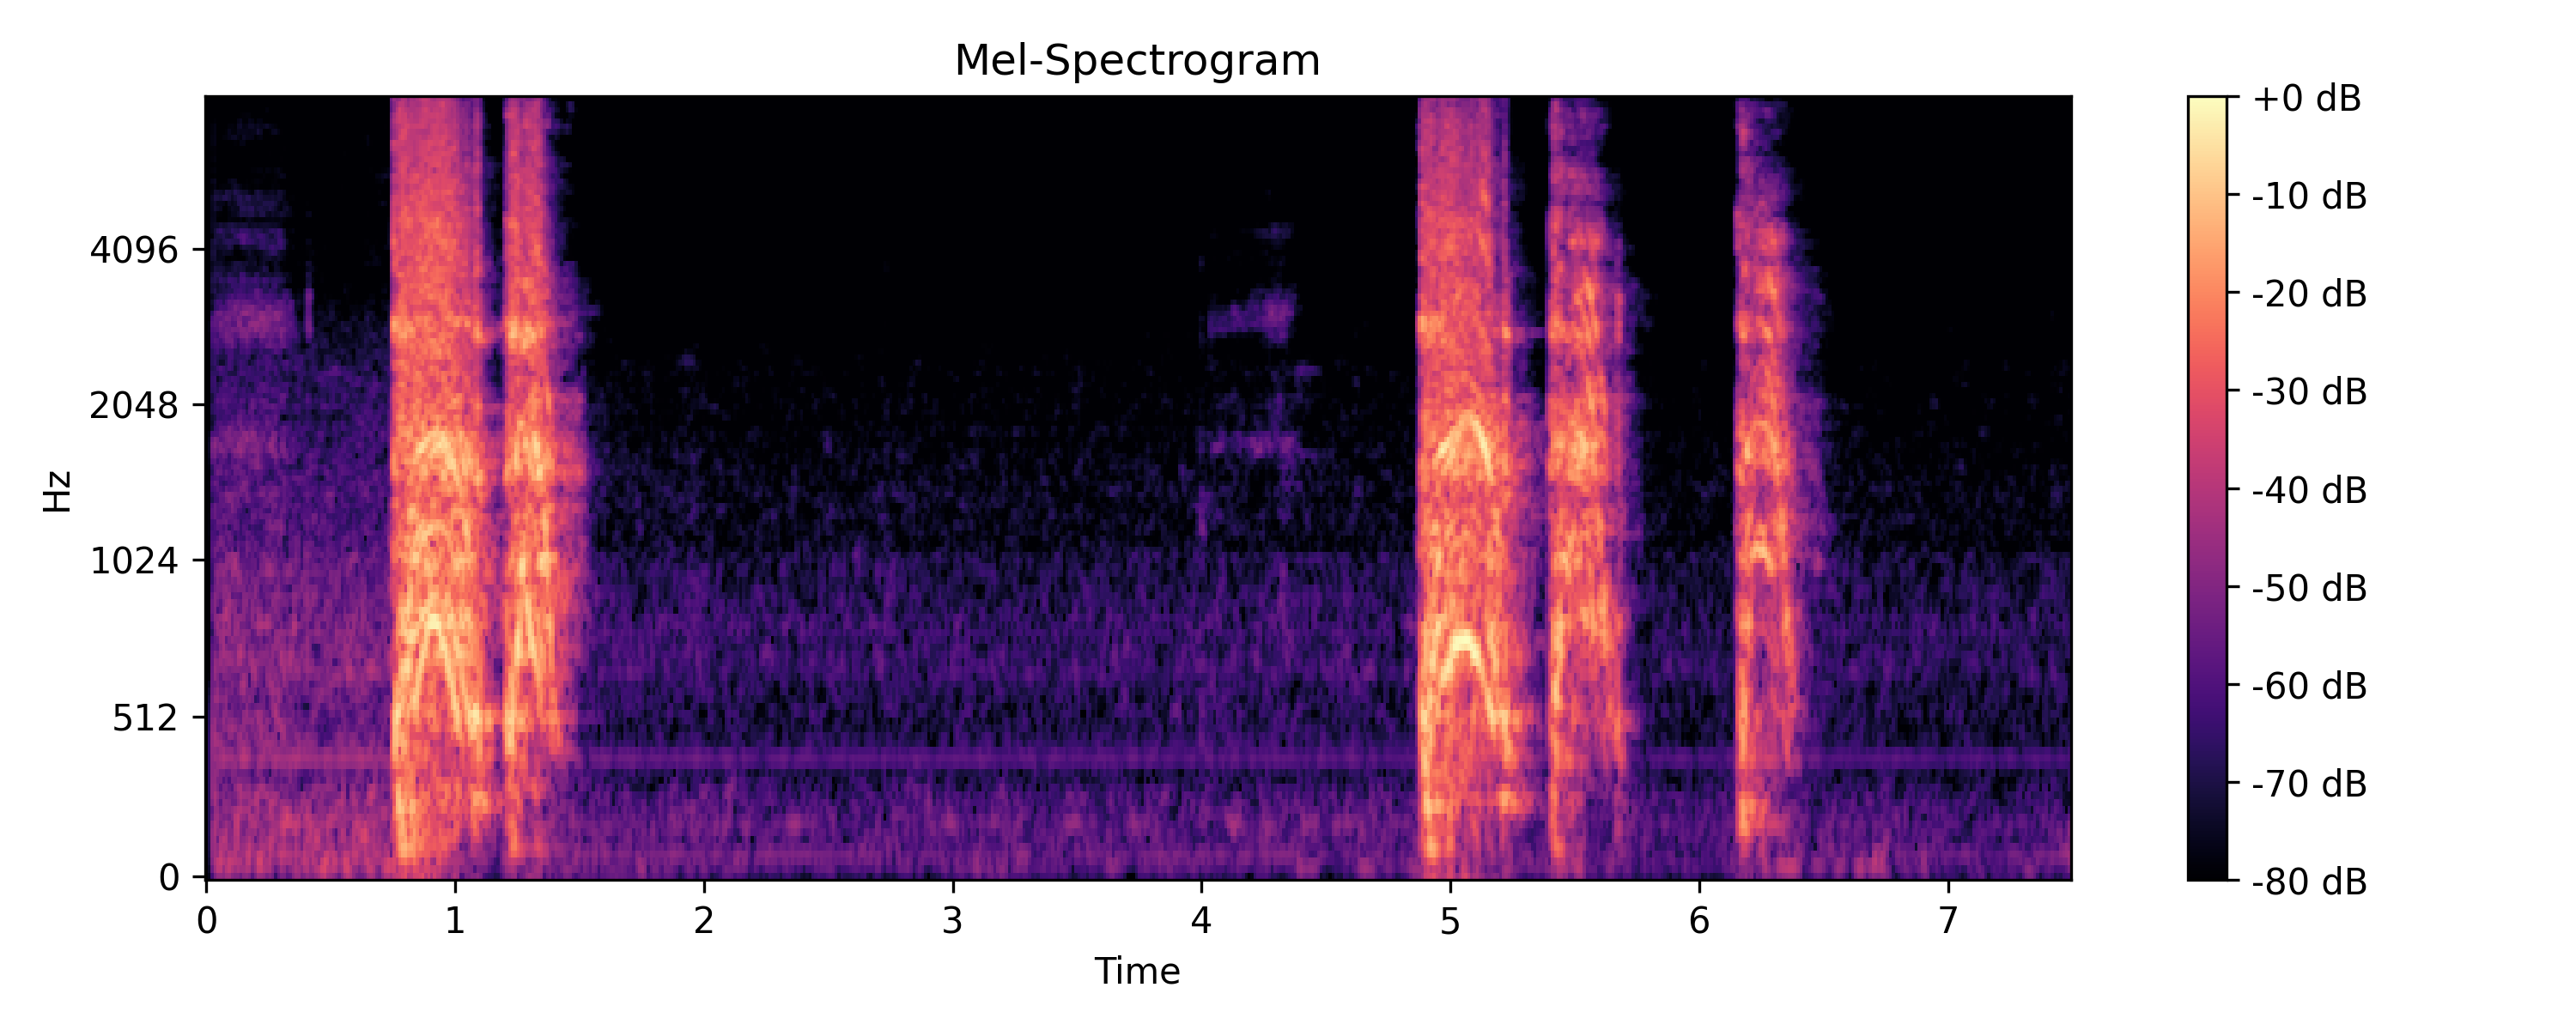 Mel-Spectrogram
Hz
4096
2048
1024
512
0
0 1 2 3 4 5 6 7
Time
+0 dB
-10 dB
-20 dB
-30 dB
-40 dB
-50 dB
-60 dB
-70 dB
-80 dB